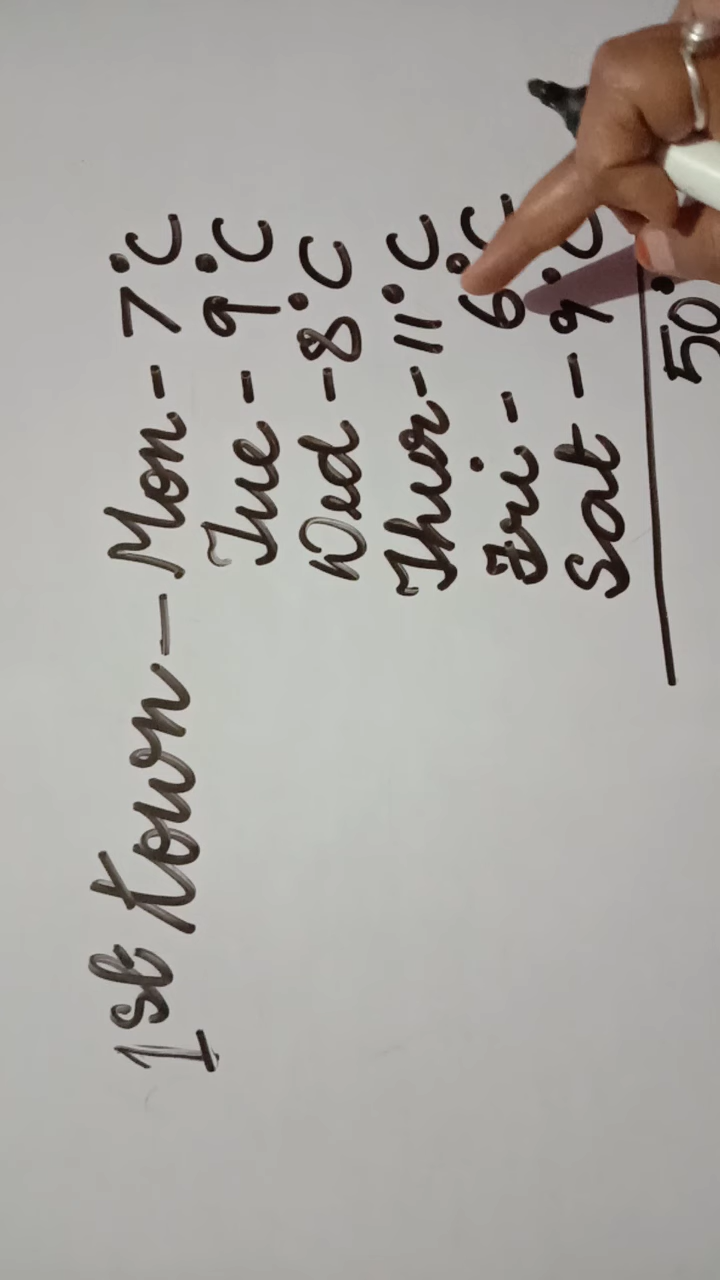 1st town - Mon - 7°C
Tue - 9°C
Wed - 8°C
Thur - 11°C
Fri - 6°C
Sat - 9°C
50°